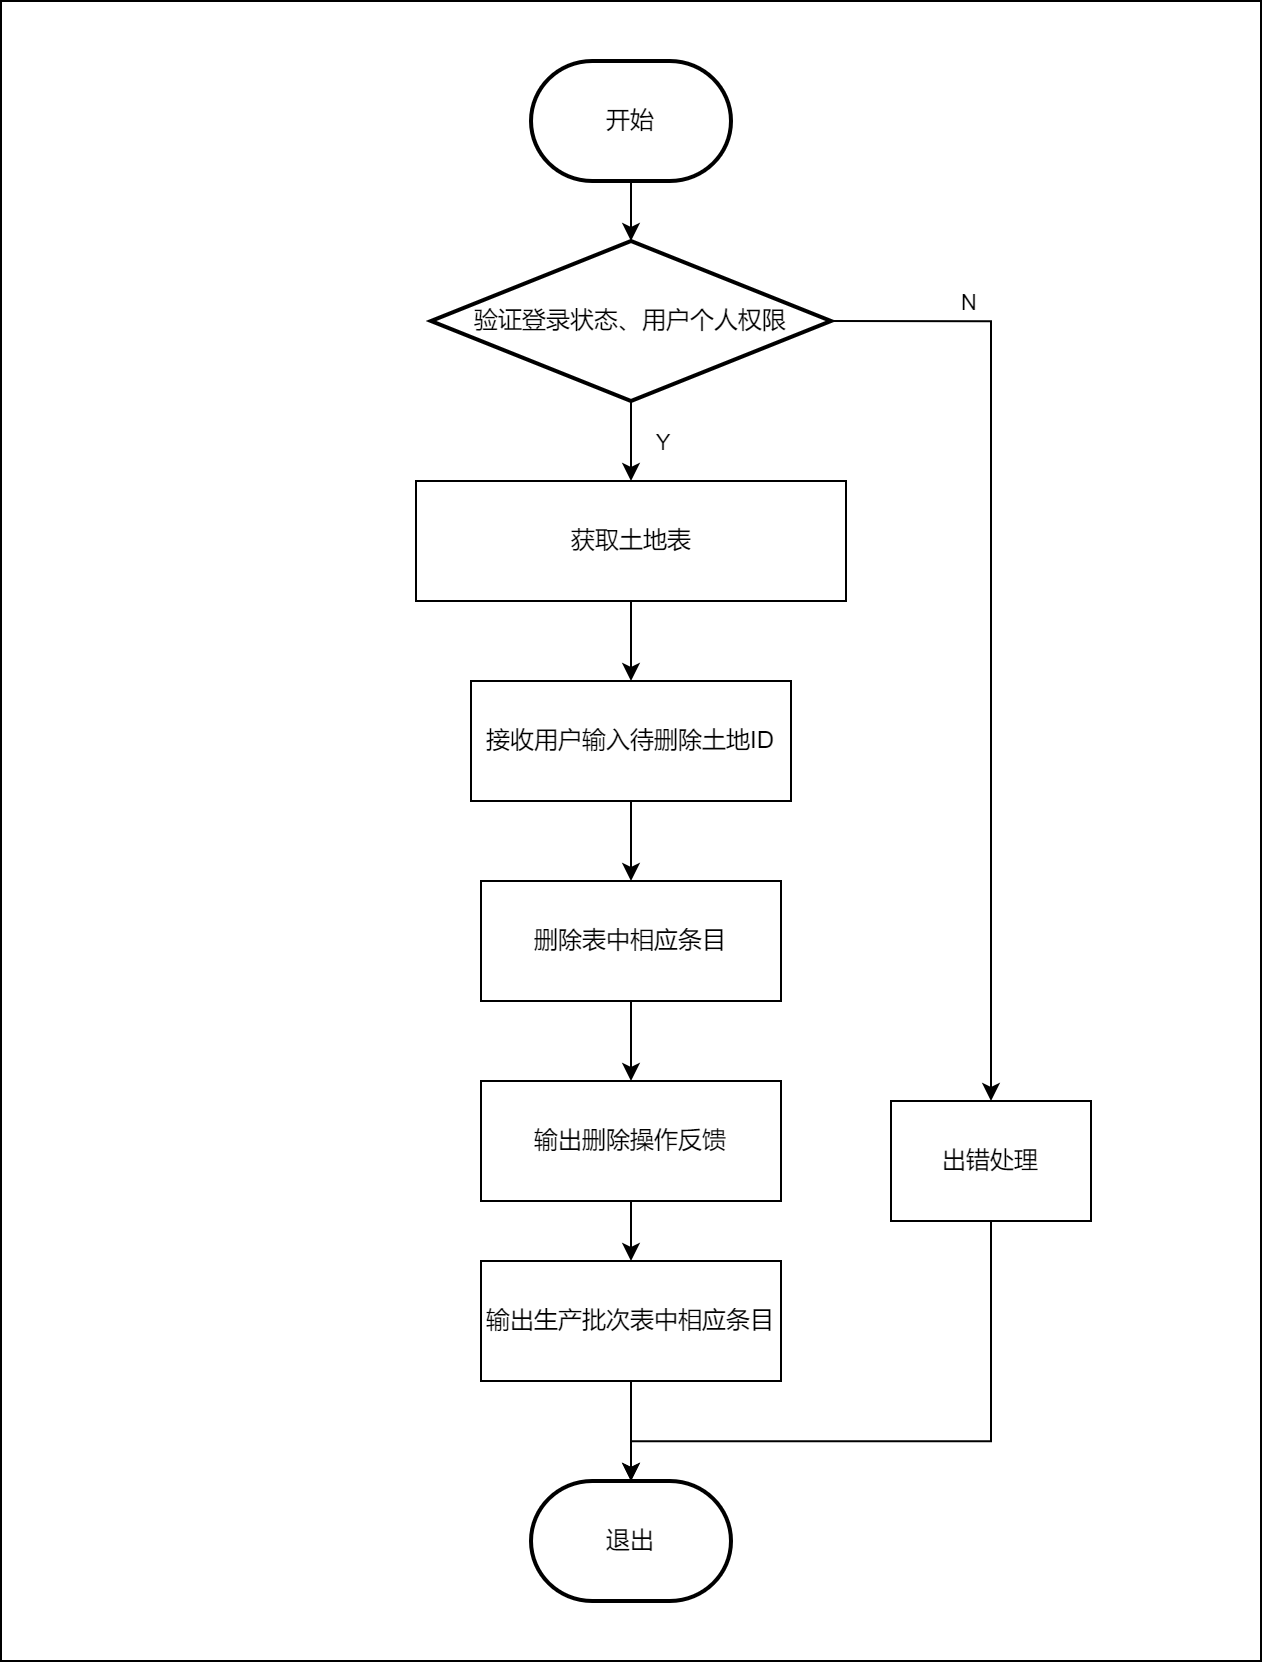 开始
验证登录状态、用户个人权限
N
Y
获取土地表
接收用户输入待删除土地ID
删除表中相应条目
输出删除操作反馈
出错处理
输出生产批次表中相应条目
退出